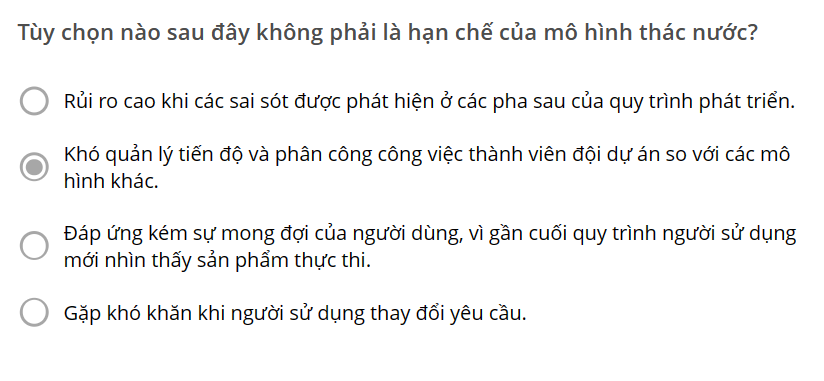 Tùy chọn nào sau đây không phải là hạn chế của mô hình thác nước?
Rủi ro cao khi các sai sót được phát hiện ở các pha sau của quy trình phát triển.
Khó quản lý tiến độ và phân công công việc thành viên đội dự án so với các mô
hình khác.
Đáp ứng kém sự mong đợi của người dùng, vì gần cuối quy trình người sử dụng
mới nhìn thấy sản phẩm thực thi.
Gặp khó khăn khi người sử dụng thay đổi yêu cầu.